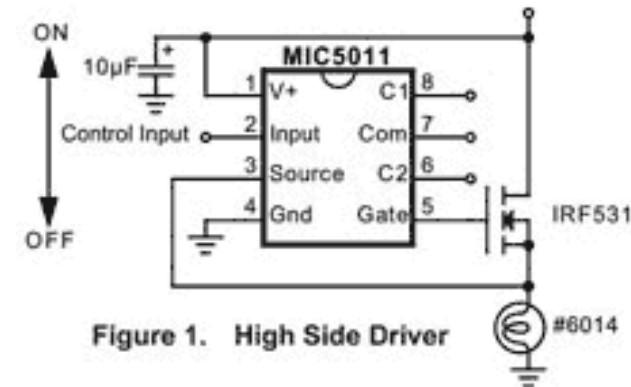 ON
10µF
+
MIC5011
1 V+ C1 8
Control Input 2 Input Com 7
3 Source C2 6
4 Gnd Gate 5
IRF531
OFF
#6014
Figure 1. High Side Driver